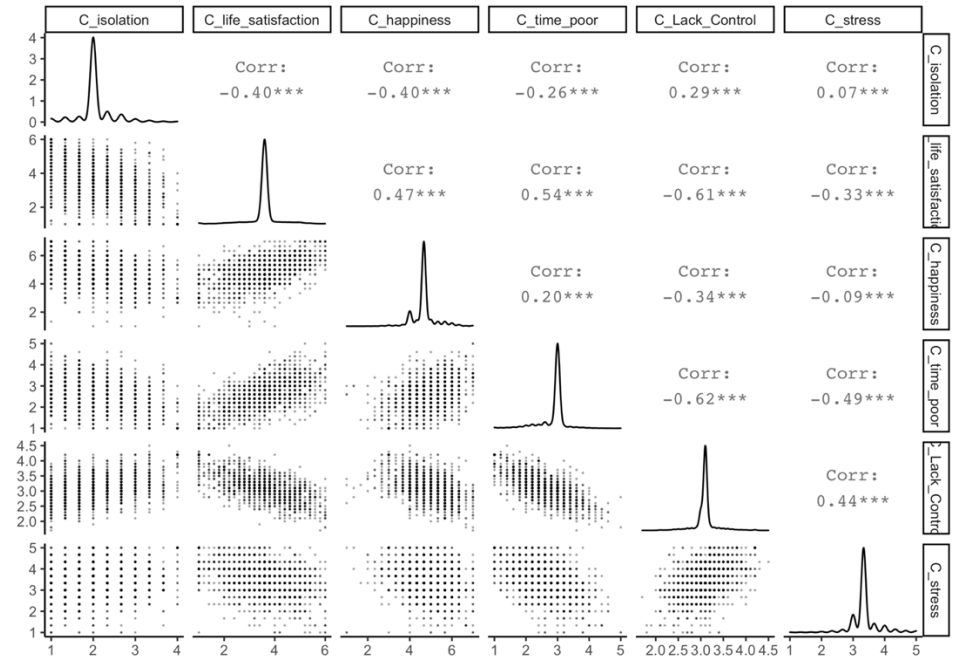 C_isolation C_life_satisfaction C_happiness C_time_poor C_Lack_Control C_stress
4
3
2
1
0
Corr: Corr: Corr: Corr: Corr:
-0.40*** -0.40*** -0.26*** 0.29*** 0.07***
C_isolation
6
4
2
Corr: Corr: Corr: Corr:
0.47*** 0.54*** -0.61*** -0.33***
_life_satisfacti
6
4
2
Corr: Corr: Corr:
0.20*** -0.34*** -0.09***
C_happiness
5
4
3
2
1
Corr: Corr:
-0.62*** -0.49***
C_time_poor
4.5
4.0
3.5
3.0
2.5
2.0
Corr:
0.44***
C_Lack_Contro
5
4
3
2
1
C_stress
1 2 3 4 2 4 6 2 4 6 1 2 3 4 5 2.0 2.5 3.0 3.5 4.0 4.5 1 2 3 4 5